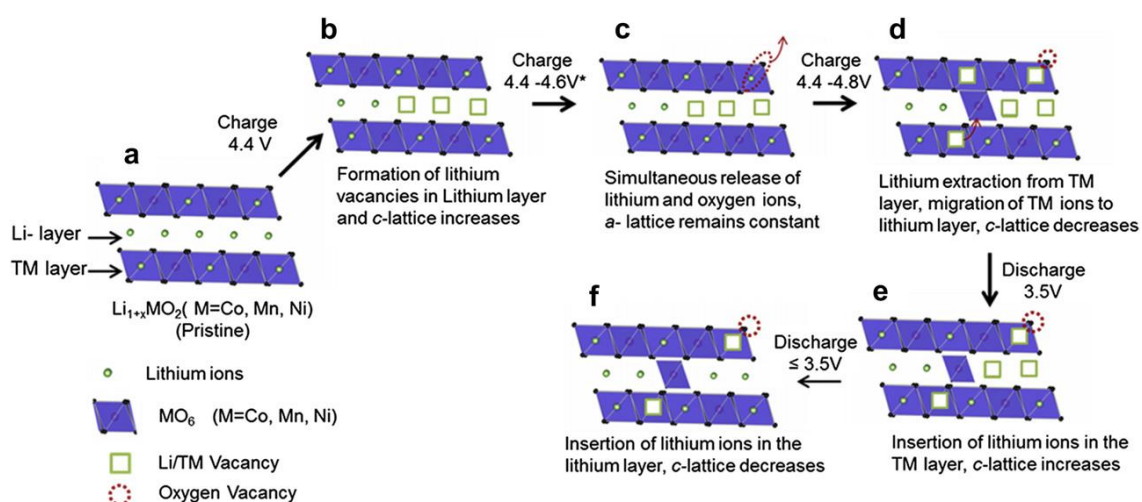 a
Li- layer
TM layer
Li1+xMO2( M=Co, Mn, Ni)
(Pristine)
Charge
4.4 V
b
Formation of lithium
vacancies in Lithium layer
and c-lattice increases
Charge
4.4 -4.6V*
c
Simultaneous release of
lithium and oxygen ions,
a- lattice remains constant
Charge
4.4 -4.8V
d
Lithium extraction from TM
layer, migration of TM ions to
lithium layer, c-lattice decreases
Discharge
3.5V
e
Insertion of lithium ions in the
TM layer, c-lattice increases
Discharge
≤ 3.5V
f
Insertion of lithium ions in the
lithium layer, c-lattice decreases
Lithium ions
MO6 (M=Co, Mn, Ni)
Li/TM Vacancy
Oxygen Vacancy